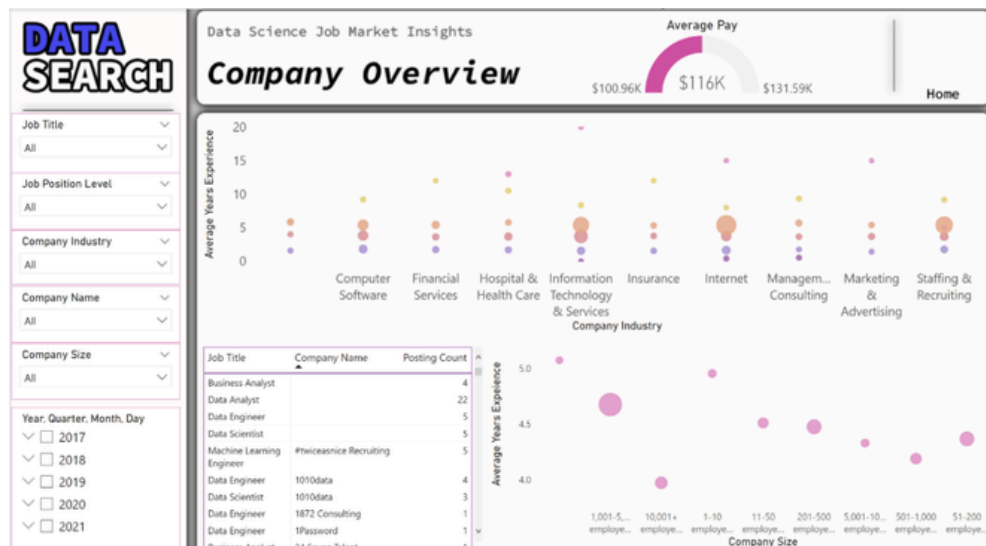 DATA
SEARCH
Job Title
All
Job Position Level
All
Company Industry
All
Company Name
All
Company Size
All
Year, Quarter, Month, Day
2017
2018
2019
2020
2021
Data Science Job Market Insights
Company Overview
Average Pay
$116K
$100.96K
$131.59K
Home
Average Years Experience
20
15
10
5
0
Computer
Software
Financial
Services
Hospital &
Health Care
Information
Technology
& Services
Insurance
Internet
Managem...
Consulting
Marketing
&
Advertising
Staffing &
Recruiting
Company Industry
Job Title Company Name Posting Count
Business Analyst 4
Data Analyst 22
Data Engineer 5
Data Scientist 5
Machine Learning
Engineer #twiceasnice Recruiting 5
Data Engineer 1010data 4
Data Scientist 1010data 3
Data Engineer 1872 Consulting 1
Data Engineer 1Password 1
Average Years Expeience
5.0
4.5
4.0
1,001-5,...
employe...
10,001+
employe...
1-10
employe...
11-50
employe...
201-500
employe...
5,001-10...
employe...
501-1,000
employe...
51-200
employe...
Company Size